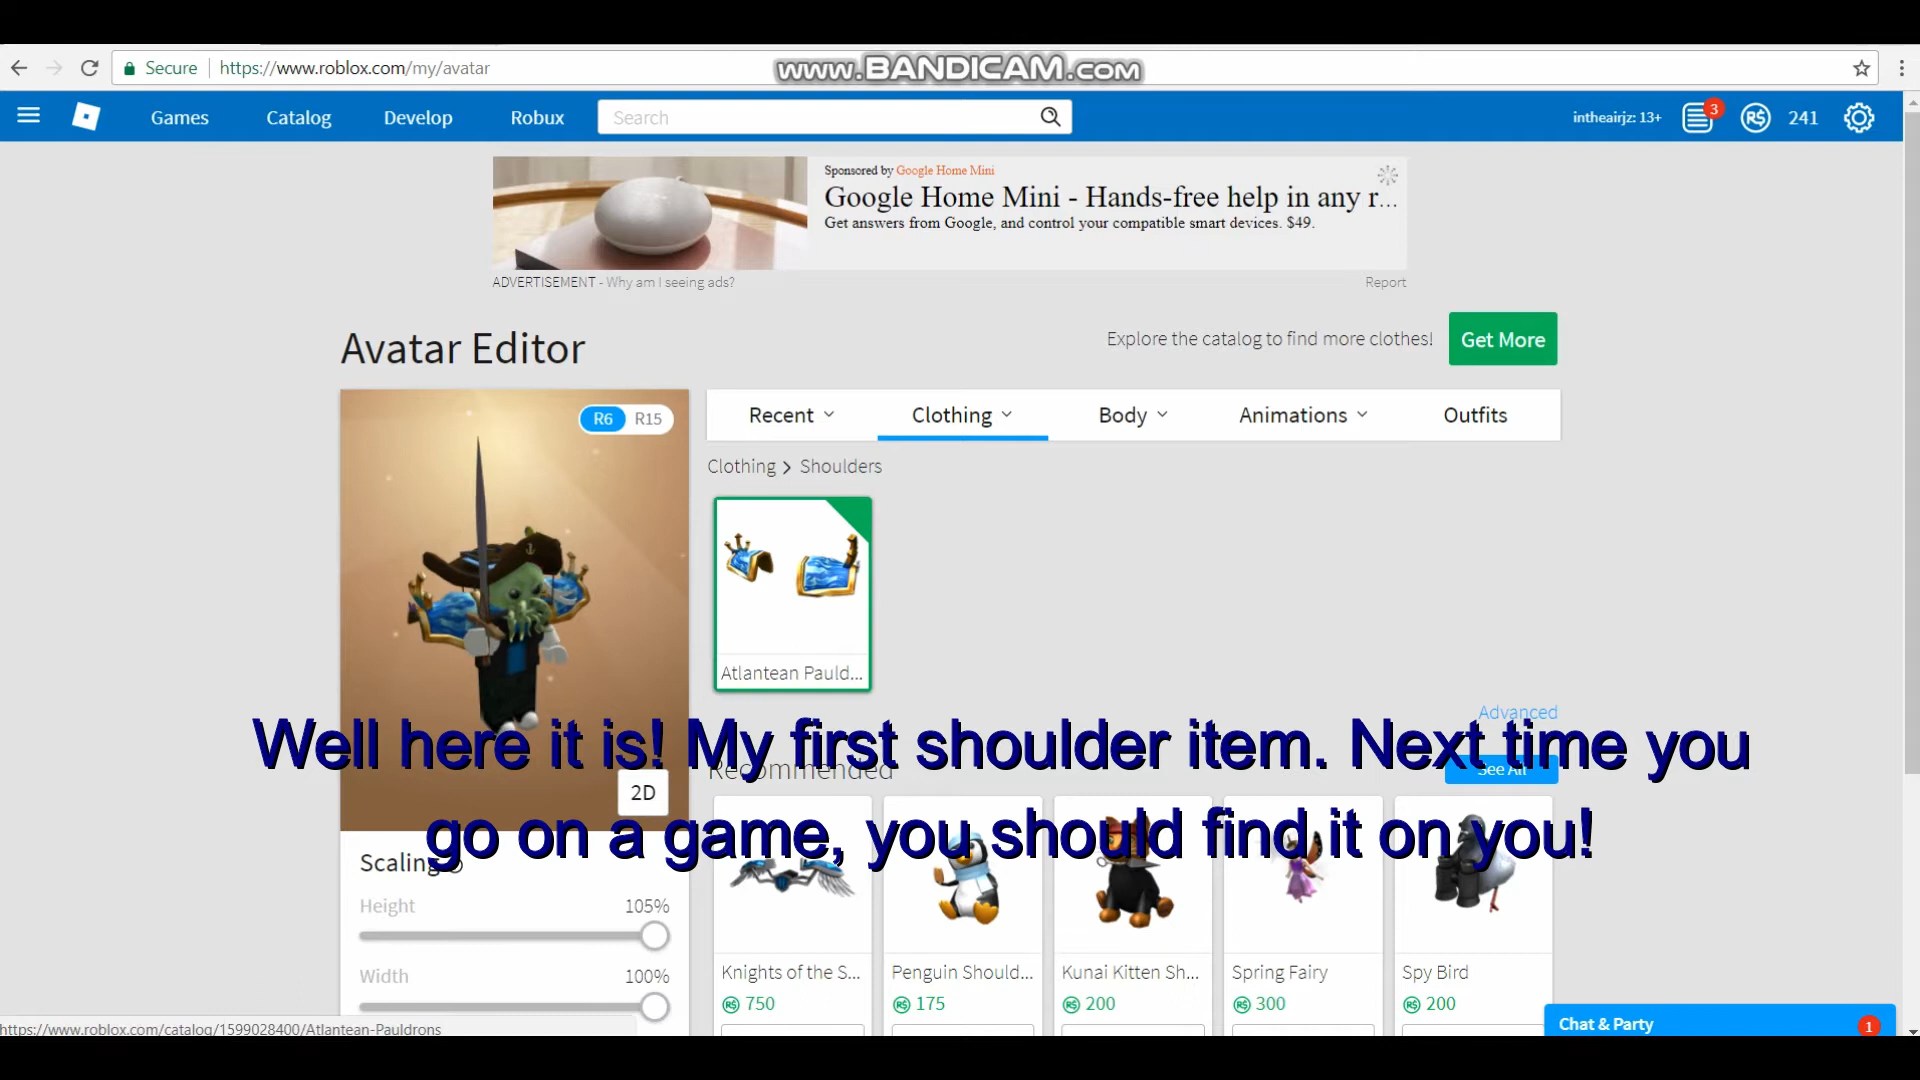 Secure https://www.roblox.com/my/avatar
www.BANDICAM.com
Games Catalog Develop Robux Search intheairjz: 13+ 3 R$ 241
Sponsored by Google Home Mini
Google Home Mini - Hands-free help in any r...
Get answers from Google, and control your compatible smart devices. $49.
ADVERTISEMENT - Why am I seeing ads? Report
Avatar Editor
Explore the catalog to find more clothes! Get More
R6 R15
Recent Clothing Body Animations Outfits
Clothing > Shoulders
Atlantean Pauld...
Advanced
Well here it is! My first shoulder item. Next time you
go on a game, you should find it on you!
Recommended
See All
2D
Scaling
Height 105%
Width 100%
Knights of the S... Penguin Should... Kunai Kitten Sh... Spring Fairy Spy Bird
R$ 750 R$ 175 R$ 200 R$ 300 R$ 200
https://www.roblox.com/catalog/1599028400/Atlantean-Pauldrons
Chat & Party 1